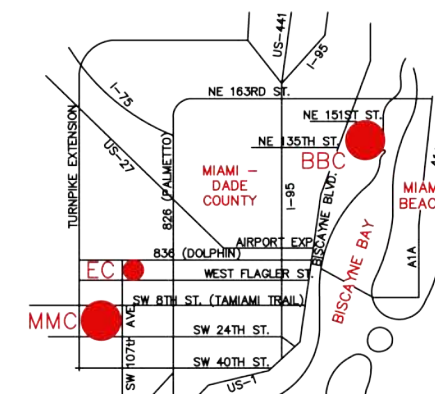 US-441
I-95
I-75
NE 163RD ST.
NE 151ST ST.
NE 135TH ST.
BBC
US-27
TURNPIKE EXTENSION
826 (PALMETTO)
MIAMI –
DADE
COUNTY
I-95
BISCAYNE BLVD.
MIAM
BEAC
A1A
BISCAYNE BAY
AIRPORT EXP.
836 (DOLPHIN)
EC
WEST FLAGLER ST.
SW 8TH ST. (TAMIAMI TRAIL)
MMC
SW 107th AVE
SW 24TH ST.
SW 40TH ST.
US-1